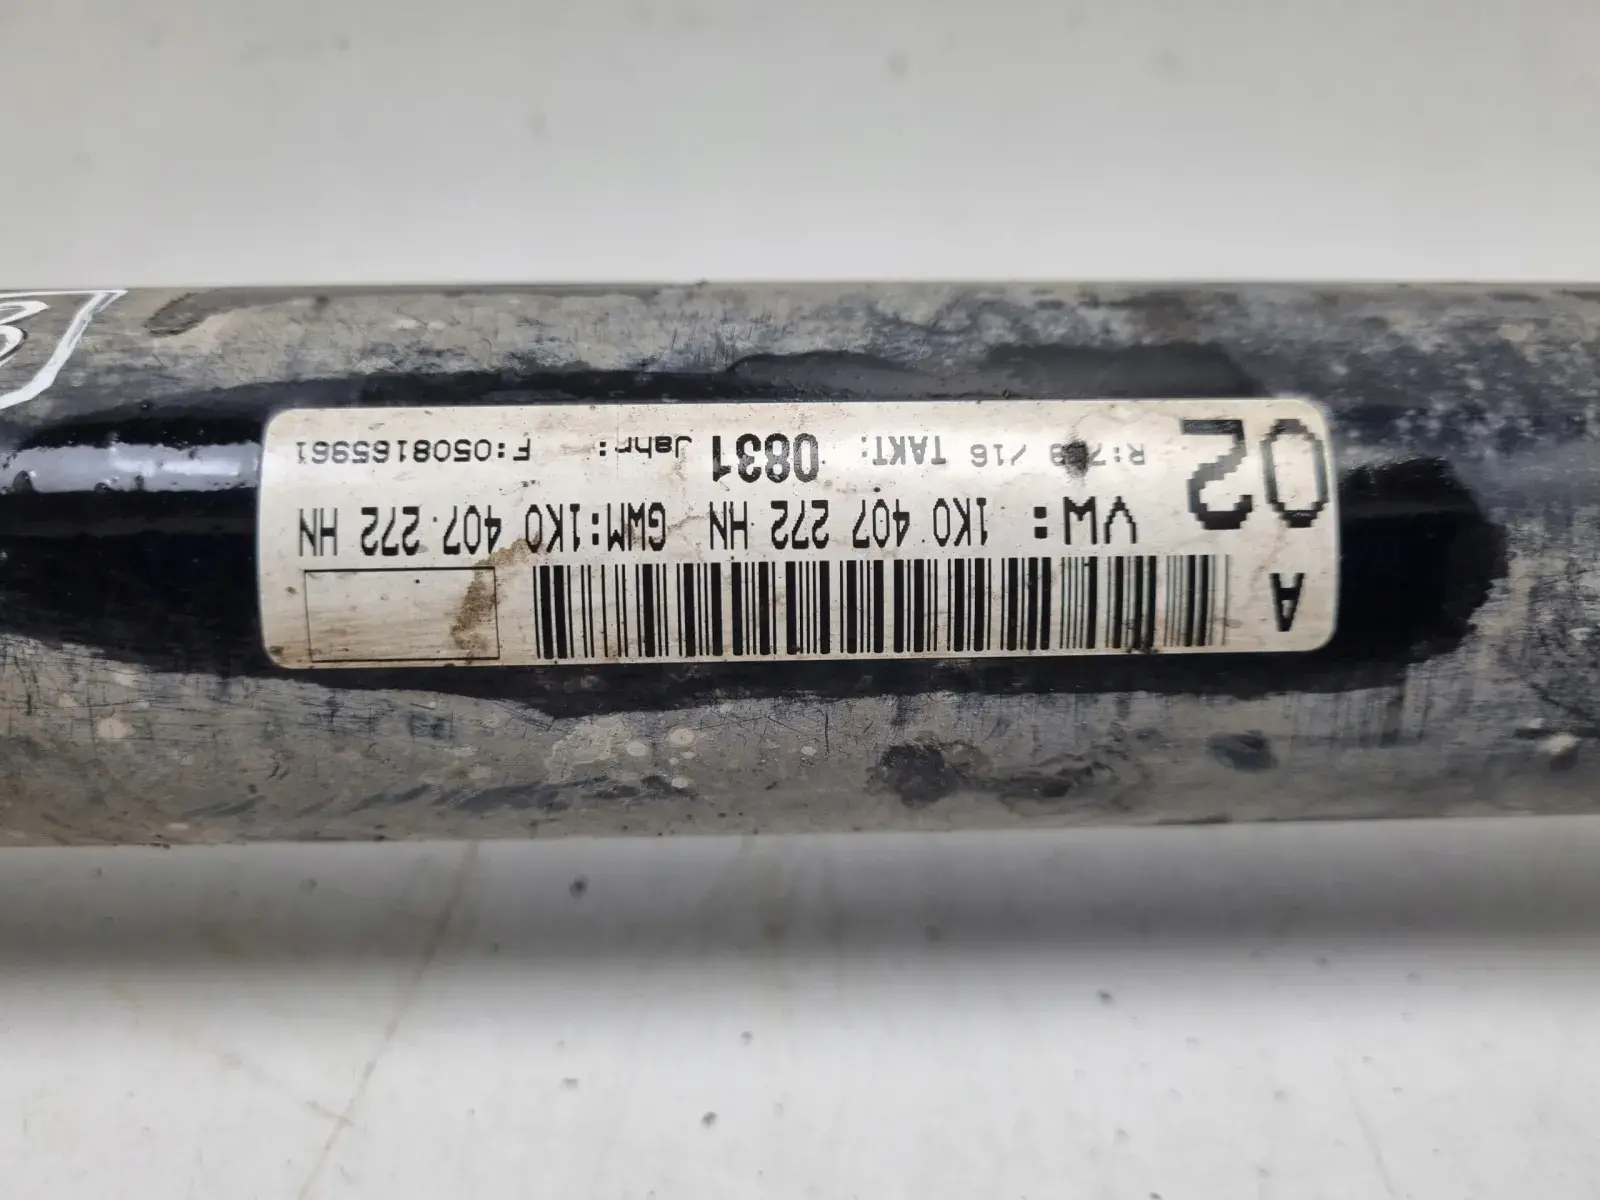 A
VW: 1K0 407 272 HN GWM:1K0 407 272 HN
02 /16 TAKT: 0831 Jahr: F:0508165961